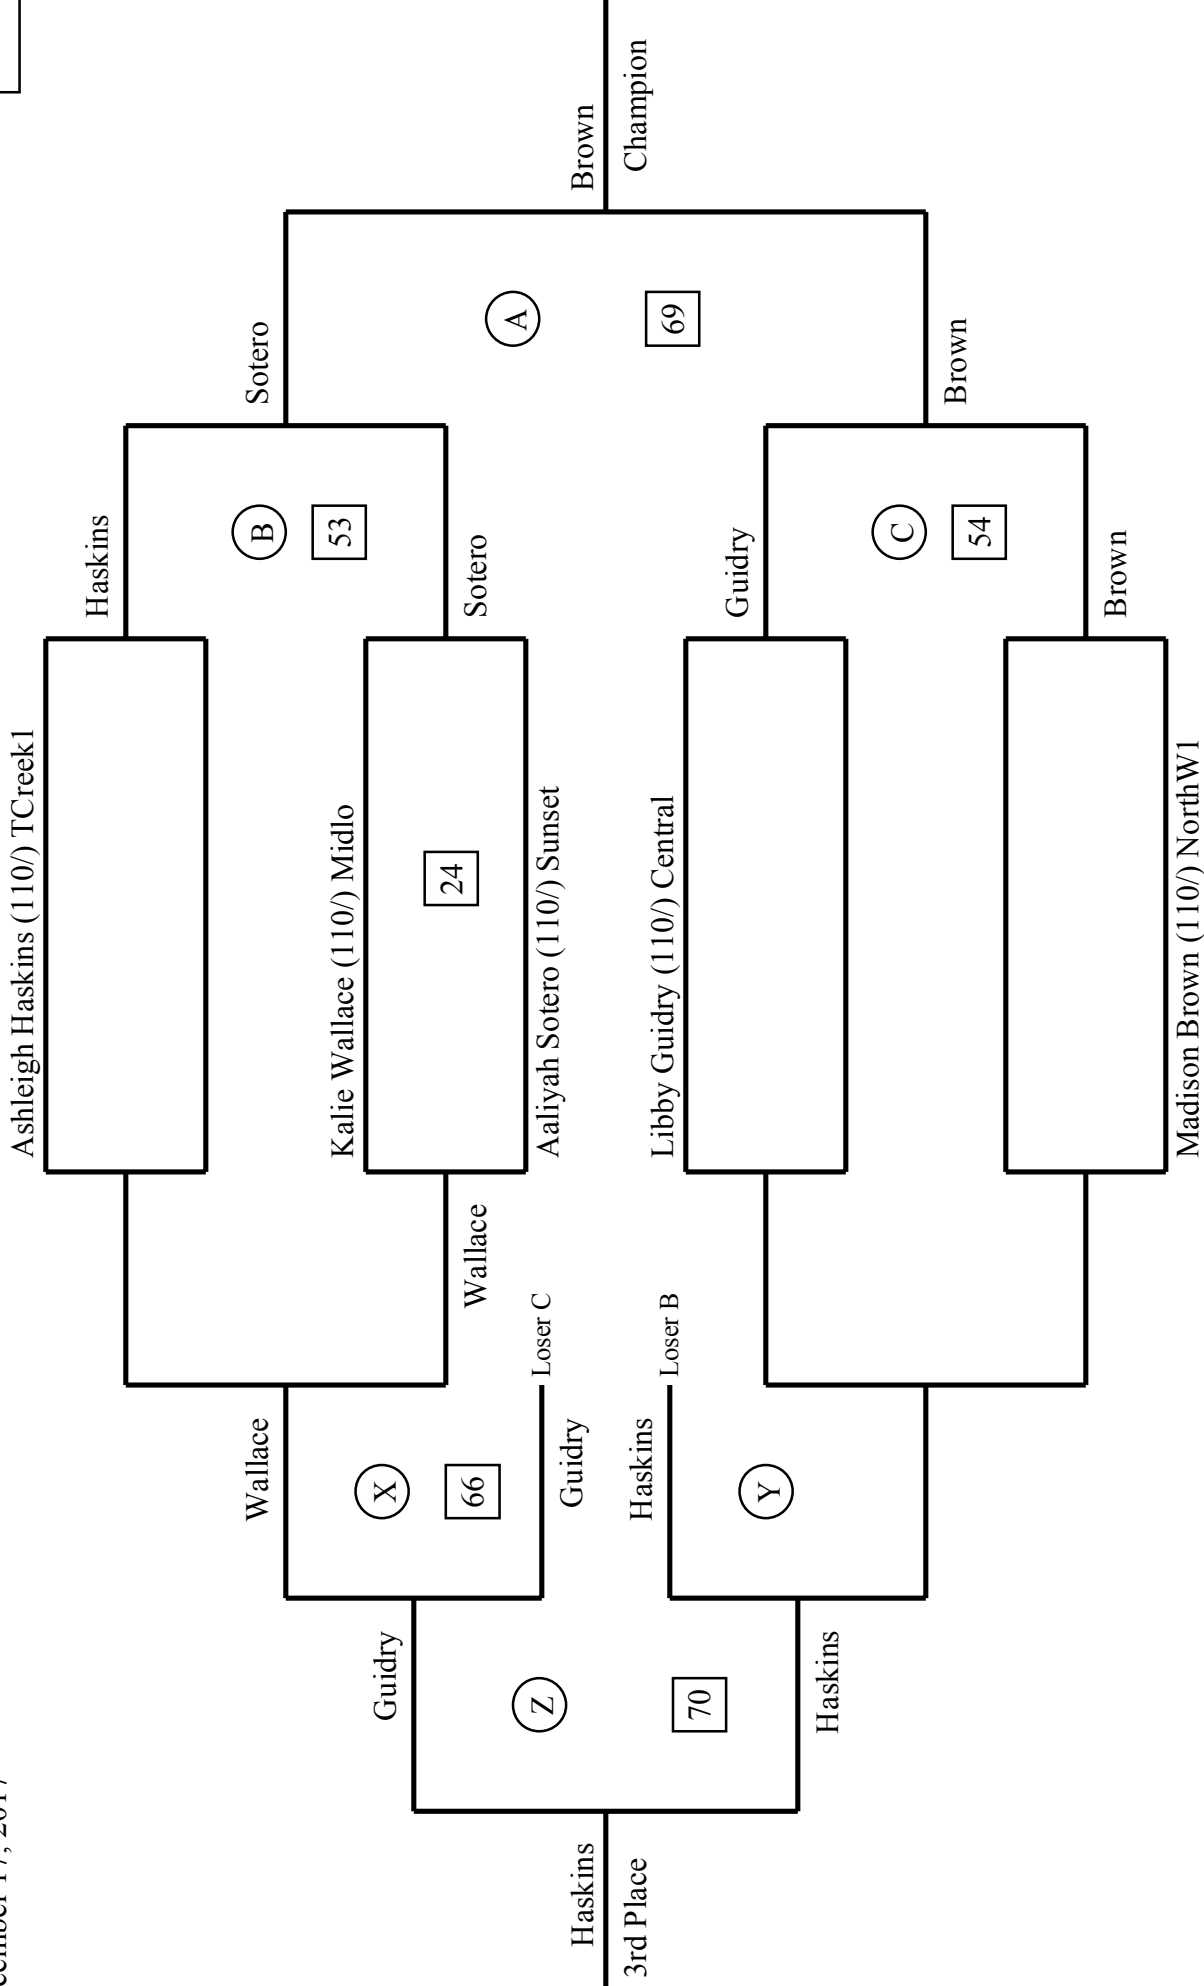 Ashleigh Haskins (110/) TCreek1
Kalie Wallace (110/) Midlo
24
Aaliyah Sotero (110/) Sunset
Libby Guidry (110/) Central
Madison Brown (110/) NorthW1
Haskins
B
53
Sotero
Guidry
C
54
Brown
Sotero
A
69
Brown
Brown
Champion
Wallace
Loser C
Loser B
Wallace
X
66
Guidry
Haskins
Y
Guidry
Z
70
Haskins
Haskins
3rd Place
17, 2017